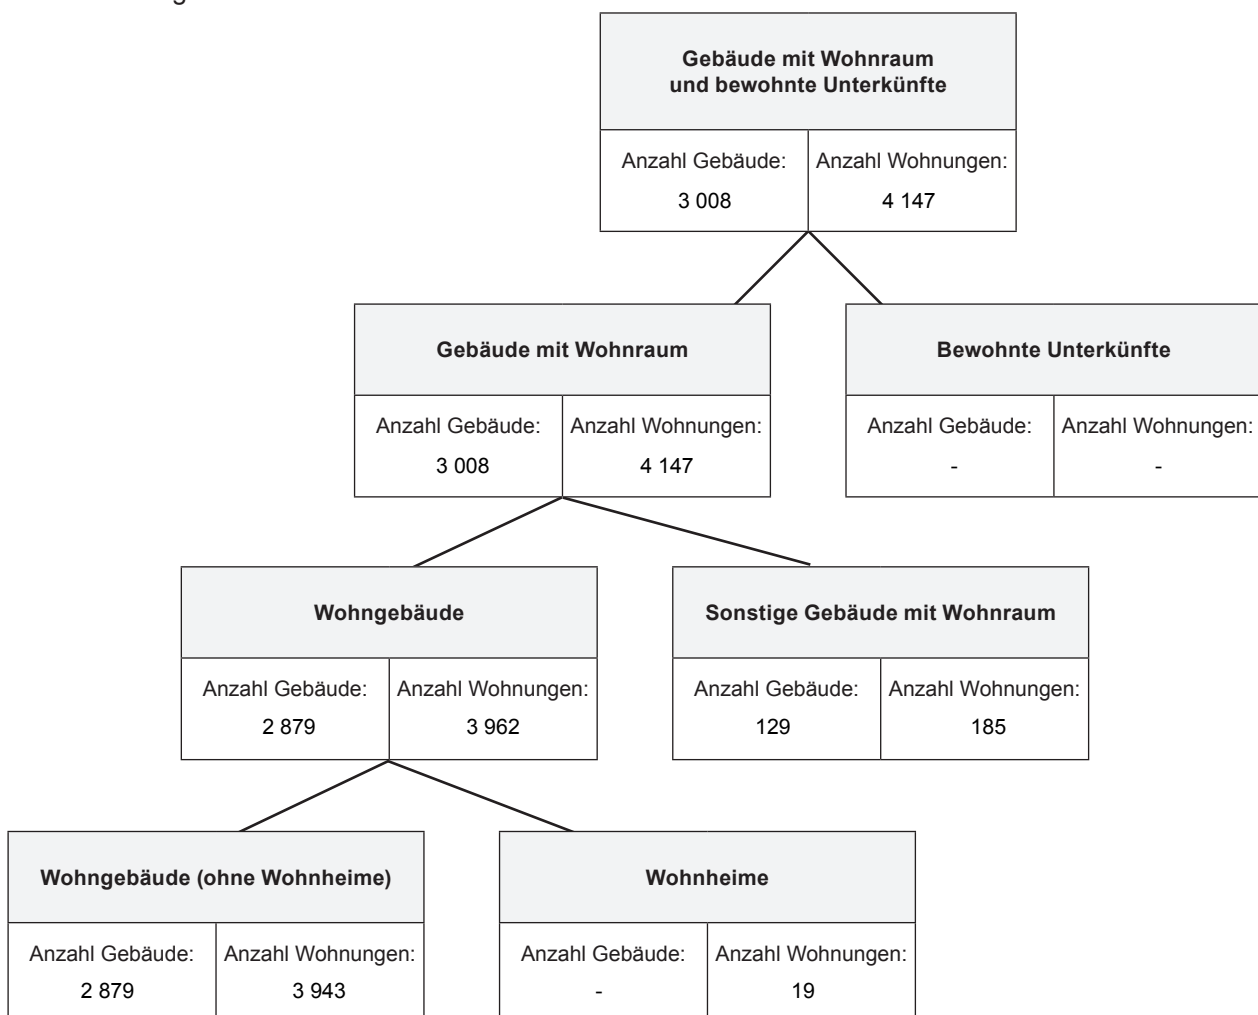 Gebäude mit Wohnraum
und bewohnte Unterkünfte
Anzahl Gebäude: Anzahl Wohnungen:
3 008 4 147
Gebäude mit Wohnraum
Anzahl Gebäude: Anzahl Wohnungen:
3 008 4 147
Bewohnte Unterkünfte
Anzahl Gebäude: Anzahl Wohnungen:
- -
Wohngebäude
Anzahl Gebäude: Anzahl Wohnungen:
2 879 3 962
Sonstige Gebäude mit Wohnraum
Anzahl Gebäude: Anzahl Wohnungen:
129 185
Wohngebäude (ohne Wohnheime)
Anzahl Gebäude: Anzahl Wohnungen:
2 879 3 943
Wohnheime
Anzahl Gebäude: Anzahl Wohnungen:
- 19